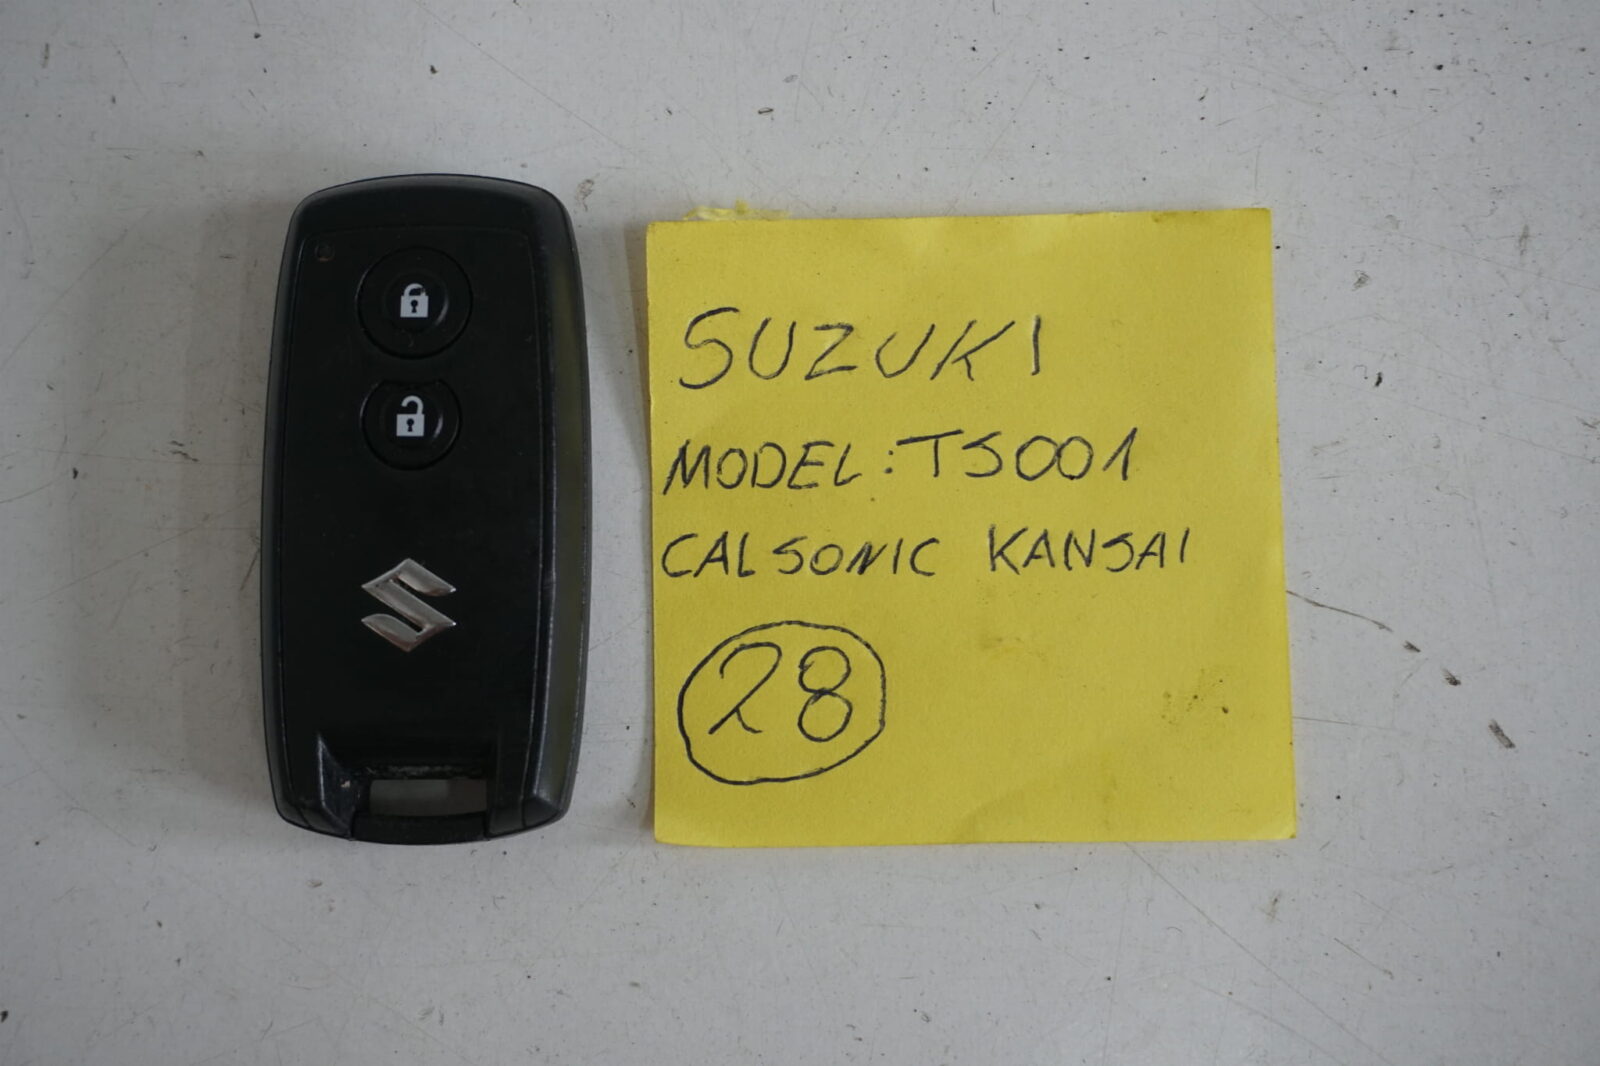 SUZUKI
MODEL: TS001
CALSONIC KANSAI
28